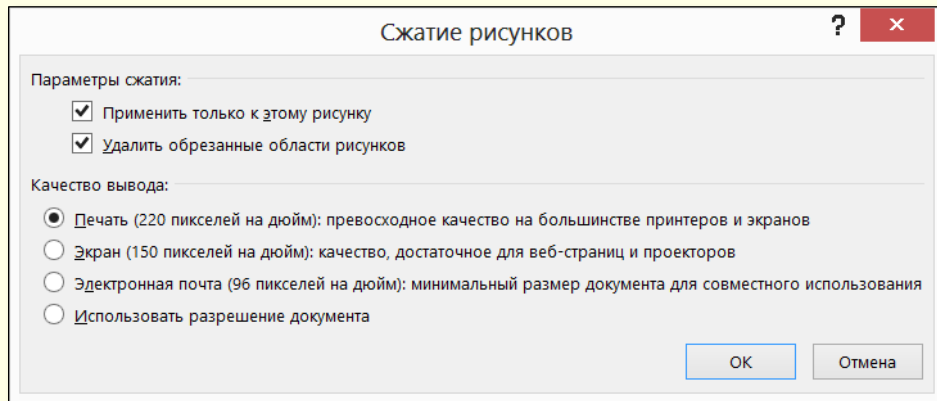 Сжатие рисунков
?
Параметры сжатия:
Применить только к этому рисунку
Удалить обрезанные области рисунков
Качество вывода:
Печать (220 пикселей на дюйм): превосходное качество на большинстве принтеров и экранов
Экран (150 пикселей на дюйм): качество, достаточное для веб-страниц и проекторов
Электронная почта (96 пикселей на дюйм): минимальный размер документа для совместного использования
Использовать разрешение документа
ОК Отмена